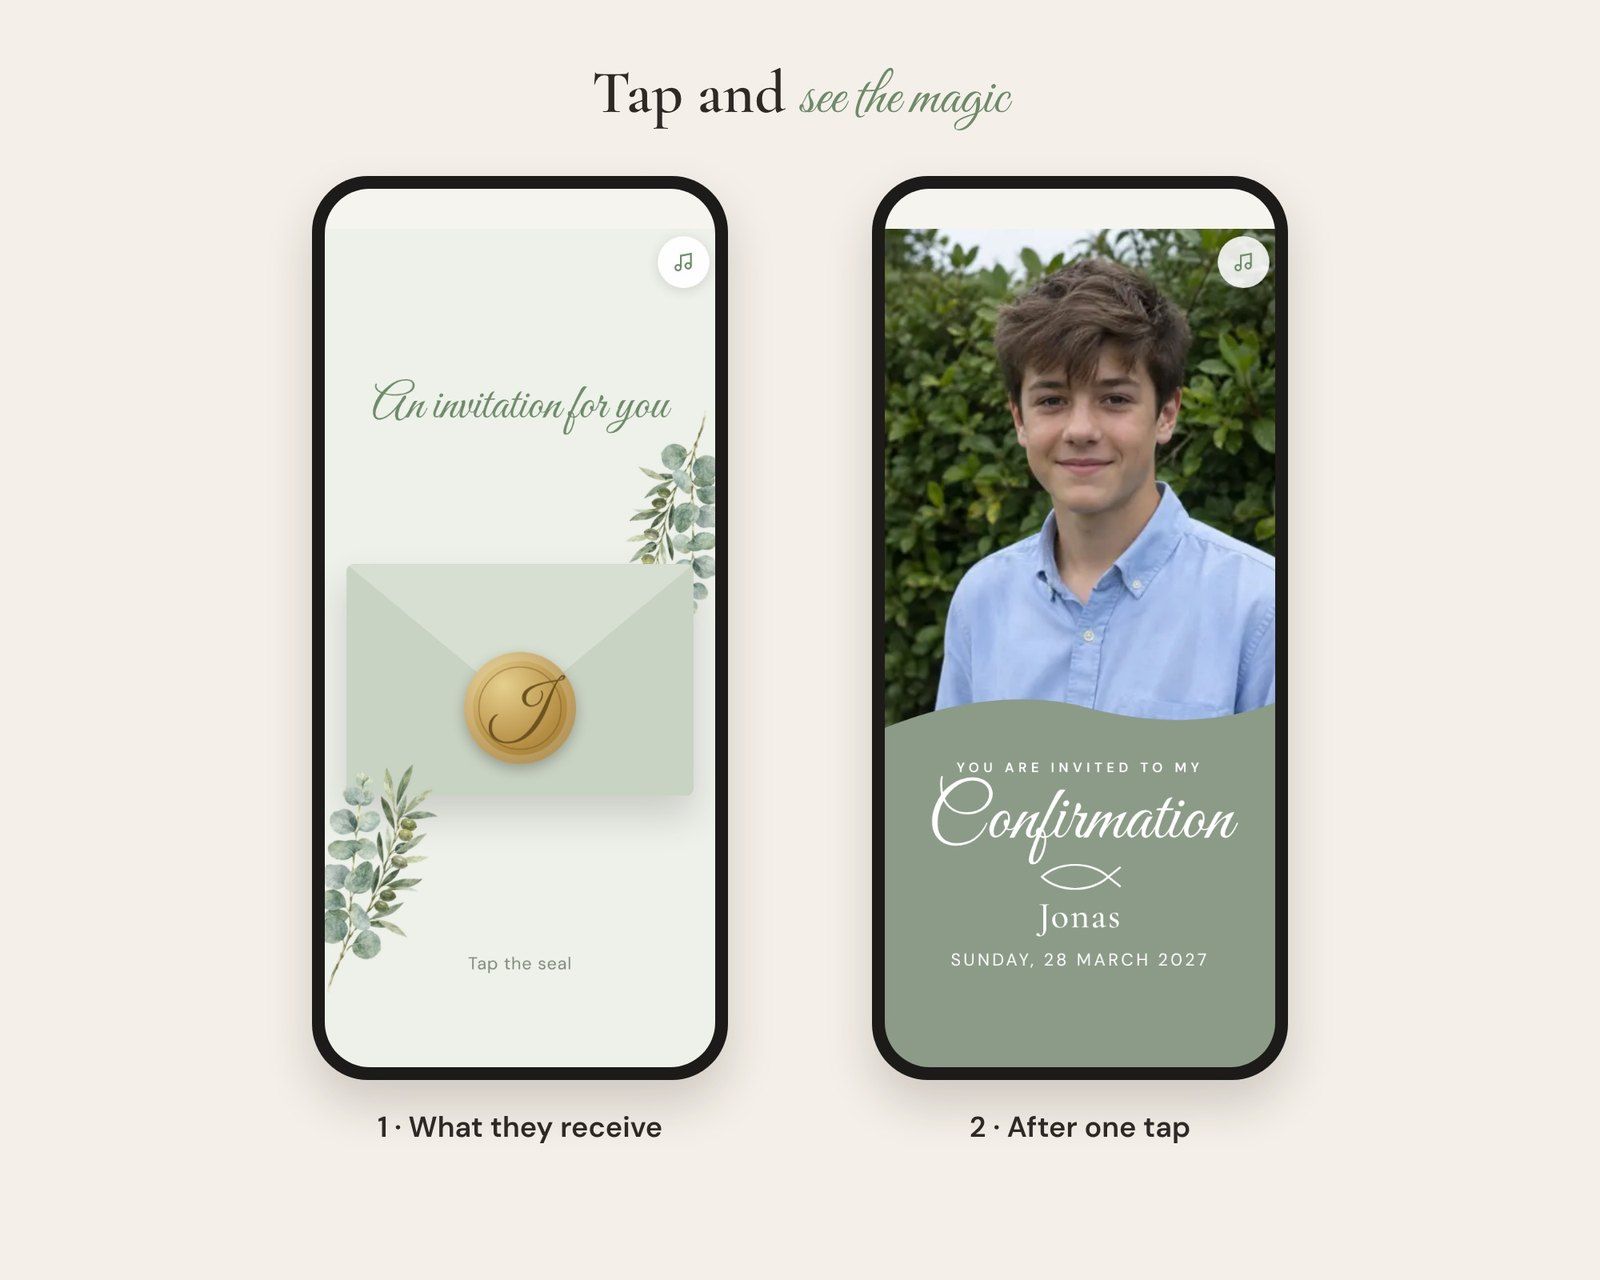 Tap and see the magic
An invitation for you
J
Tap the seal
1 · What they receive
YOU ARE INVITED TO MY
Confirmation
Jonas
SUNDAY, 28 MARCH 2027
2 · After one tap